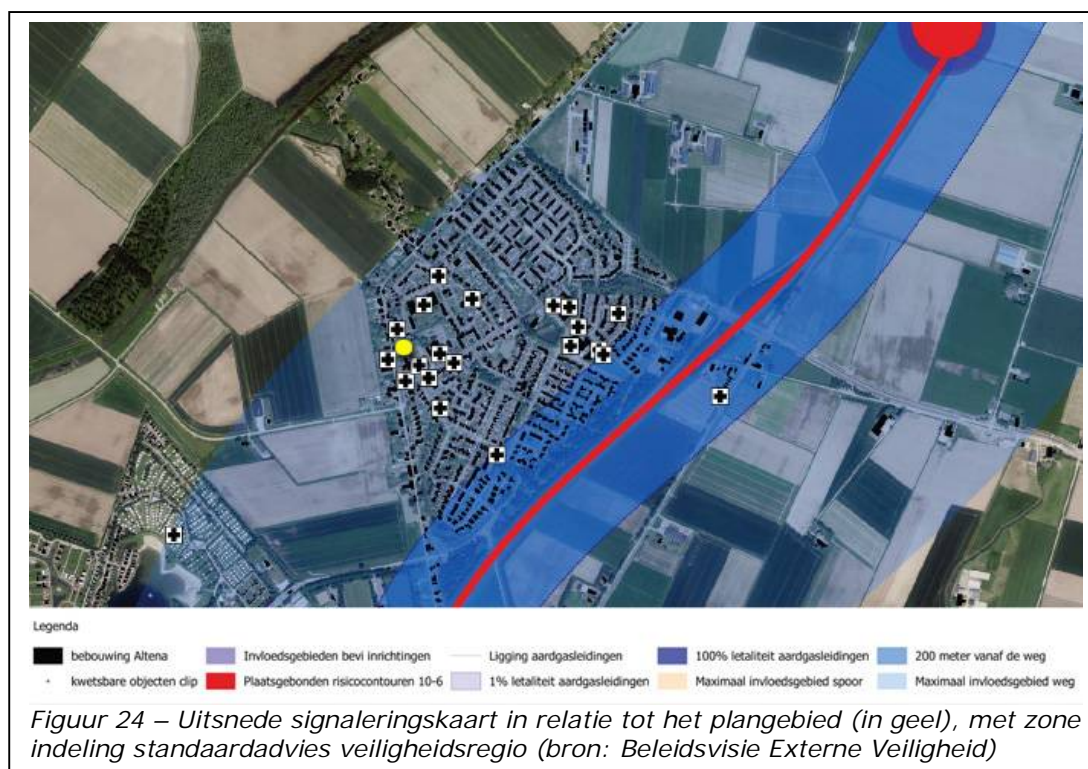 Legenda
bebouwing Altena
Invloedsgebieden bevi inrichtingen
Ligging aardgasleidingen
100% letaliteit aardgasleidingen
200 meter vanaf de weg
kwetsbare objecten clip
Plaatsgebonden risicocontouren 10-6
1% letaliteit aardgasleidingen
Maximaal invloedsgebied spoor
Maximaal invloedsgebied weg
Figuur 24 – Uitsnede signaleringskaart in relatie tot het plangebied (in geel), met zone
indeling standaardadvies veiligheidsregio (bron: Beleidsvisie Externe Veiligheid)